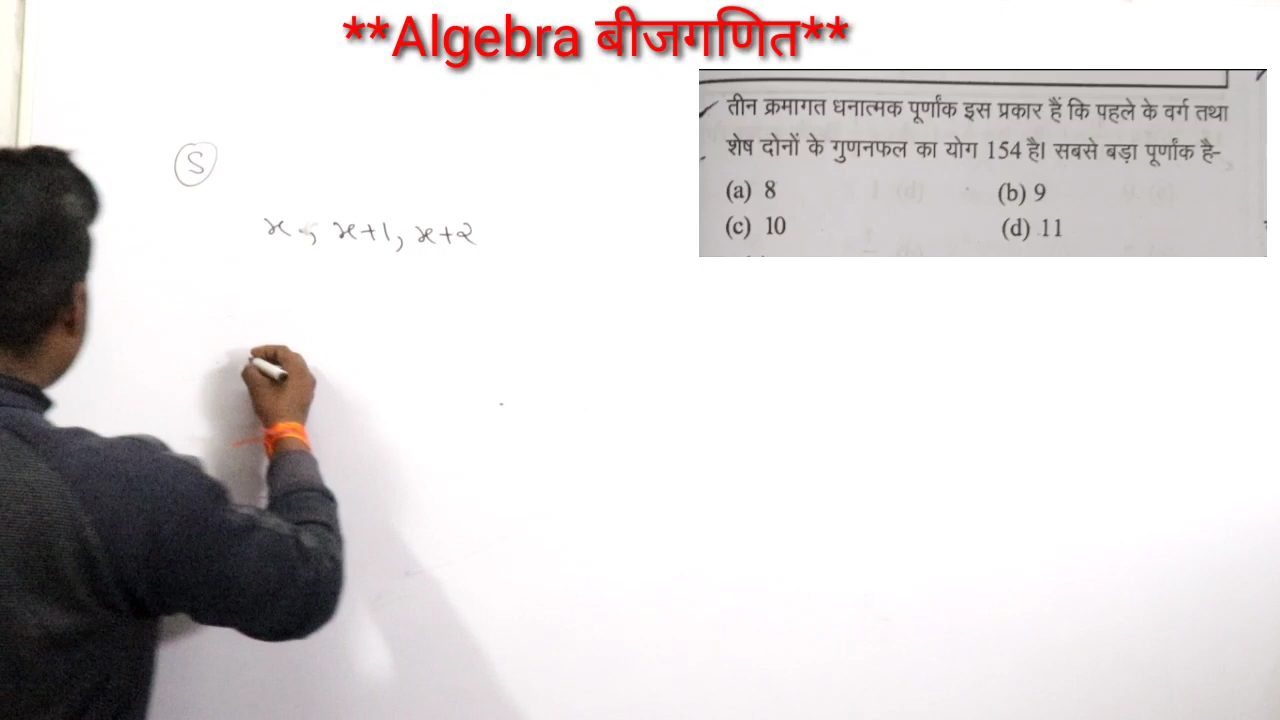 **Algebra बीजगणित**
तीन क्रमागत धनात्मक पूर्णांक इस प्रकार हैं कि पहले के वर्ग तथा
शेष दोनों के गुणनफल का योग 154 है। सबसे बड़ा पूर्णांक है-
(a) 8 (b) 9
(c) 10 (d) 11
S
x, x+1, x+2